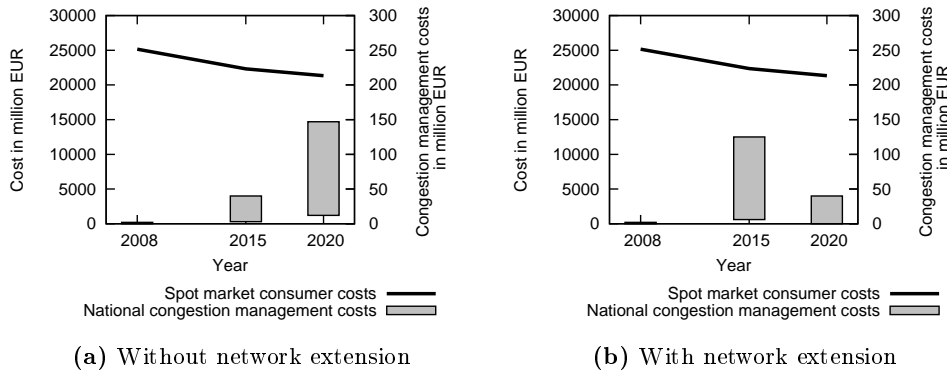 30000 300
25000 250
20000 200
15000 150
10000 100
5000 50
0 0
2008 2015 2020
Year
Cost in million EUR
Congestion management costs
in million EUR
Spot market consumer costs
National congestion management costs
(a) Without network extension
30000 300
25000 250
20000 200
15000 150
10000 100
5000 50
0 0
2008 2015 2020
Year
Cost in million EUR
Congestion management costs
in million EUR
Spot market consumer costs
National congestion management costs
(b) With network extension